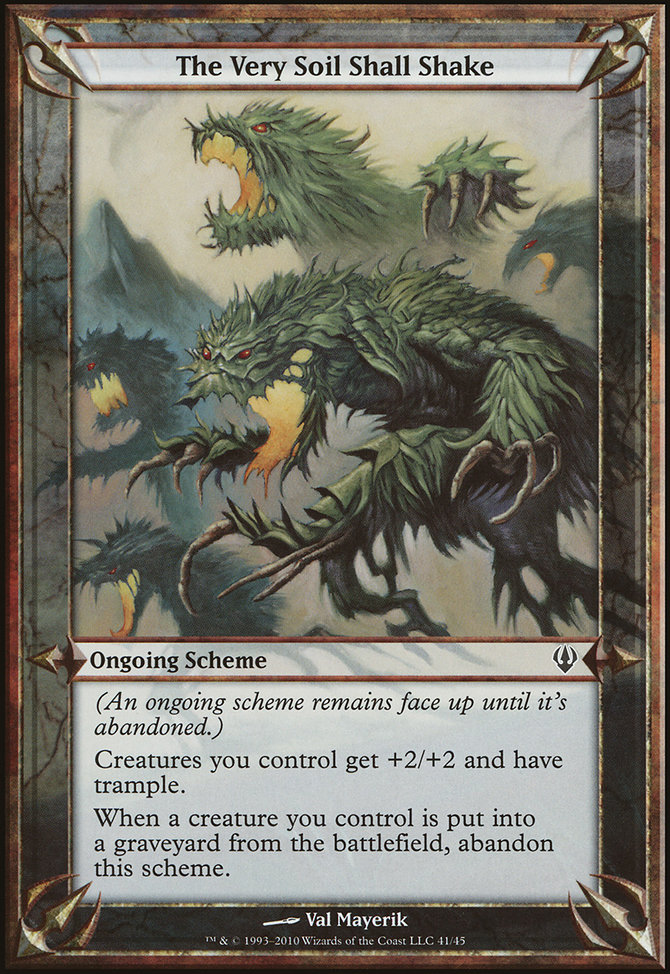 The Very Soil Shall Shake
Ongoing Scheme
(An ongoing scheme remains face up until it's
abandoned.)
Creatures you control get +2/+2 and have
trample.
When a creature you control is put into
a graveyard from the battlefield, abandon
this scheme.
Val Mayerik
™ & © 1993–2010 Wizards of the Coast LLC 41/45